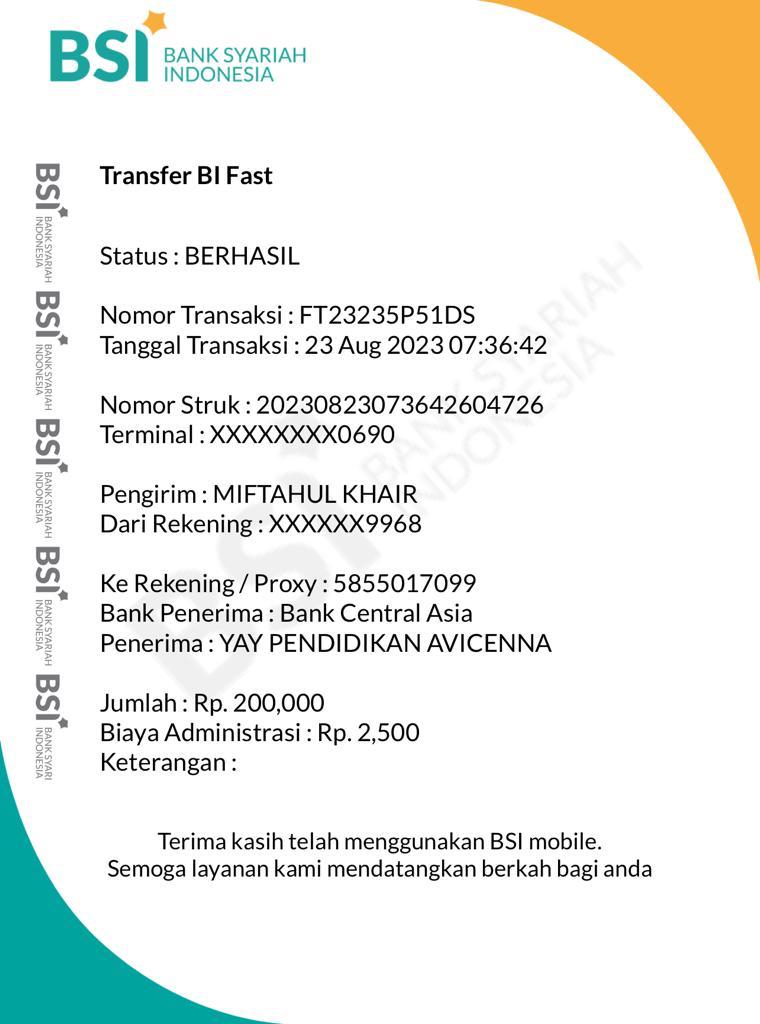 BSI BANK SYARIAH
INDONESIA
Transfer BI Fast
Status : BERHASIL
Nomor Transaksi : FT23235P51DS
Tanggal Transaksi : 23 Aug 2023 07:36:42
Nomor Struk : 20230823073642604726
Terminal : XXXXXXXX0690
Pengirim : MIFTAHUL KHAIR
Dari Rekening : XXXXXX9968
Ke Rekening / Proxy : 5855017099
Bank Penerima : Bank Central Asia
Penerima : YAY PENDIDIKAN AVICENNA
Jumlah : Rp. 200,000
Biaya Administrasi : Rp. 2,500
Keterangan :
Terima kasih telah menggunakan BSI mobile.
Semoga layanan kami mendatangkan berkah bagi anda
BSI BANK SYARIAH
INDONESIA
BSI BANK SYARIAH
INDONESIA
BSI BANK SYARIAH
INDONESIA
BSI BANK SYARIAH
INDONESIA
BSI BANK SYARI
INDONESIA
BSI BANK SYARIAH
INDONESIA